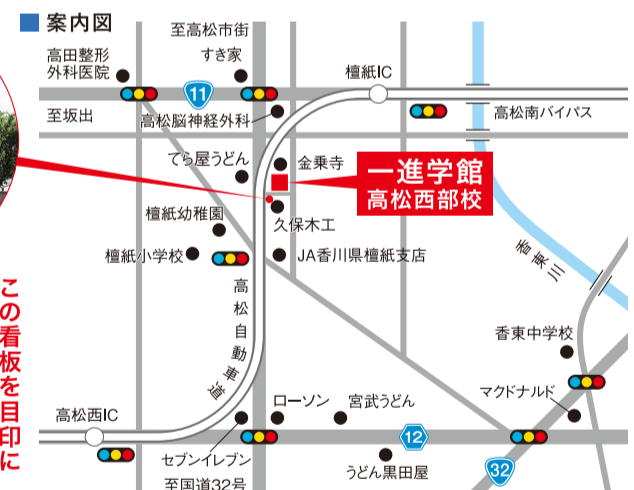 案内図
至高松市街
すき家
高田整形
外科医院
11
檀紙IC
至坂出
高松脳神経外科
高松南バイパス
てら屋うどん
金乗寺
一進学館
高松西部校
檀紙幼稚園
久保木工
檀紙小学校
JA香川県檀紙支店
香東川
高松自動車道
この看板を目印に
香東中学校
マクドナルド
高松西IC
ローソン
宮武うどん
12
セブンイレブン
至国道32号
うどん黒田屋
32